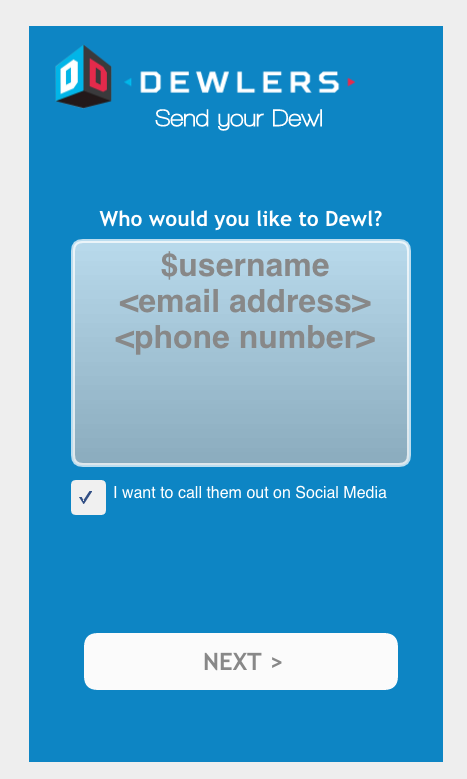 DD
DEWLERS
Send your Dewl
Who would you like to Dewl?
$username
<email address>
<phone number>
I want to call them out on Social Media
NEXT >